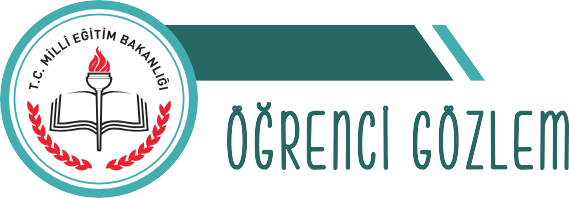 T.C. MİLLİ EĞİTİM BAKANLIĞI
ÖĞRENCİ GÖZLEM